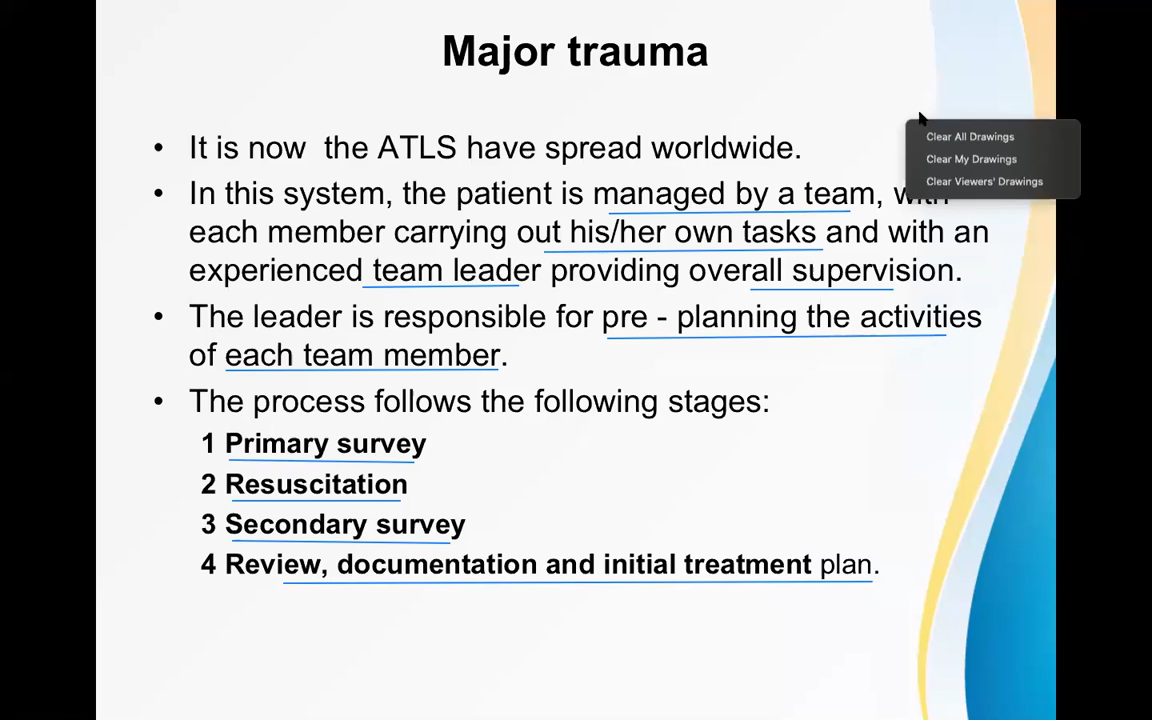 Major trauma
• It is now the ATLS have spread worldwide.
Clear All Drawings
Clear My Drawings
Clear Viewers' Drawings
• In this system, the patient is managed by a team, with
each member carrying out his/her own tasks and with an
experienced team leader providing overall supervision.
• The leader is responsible for pre - planning the activities
of each team member.
• The process follows the following stages:
1 Primary survey
2 Resuscitation
3 Secondary survey
4 Review, documentation and initial treatment plan.